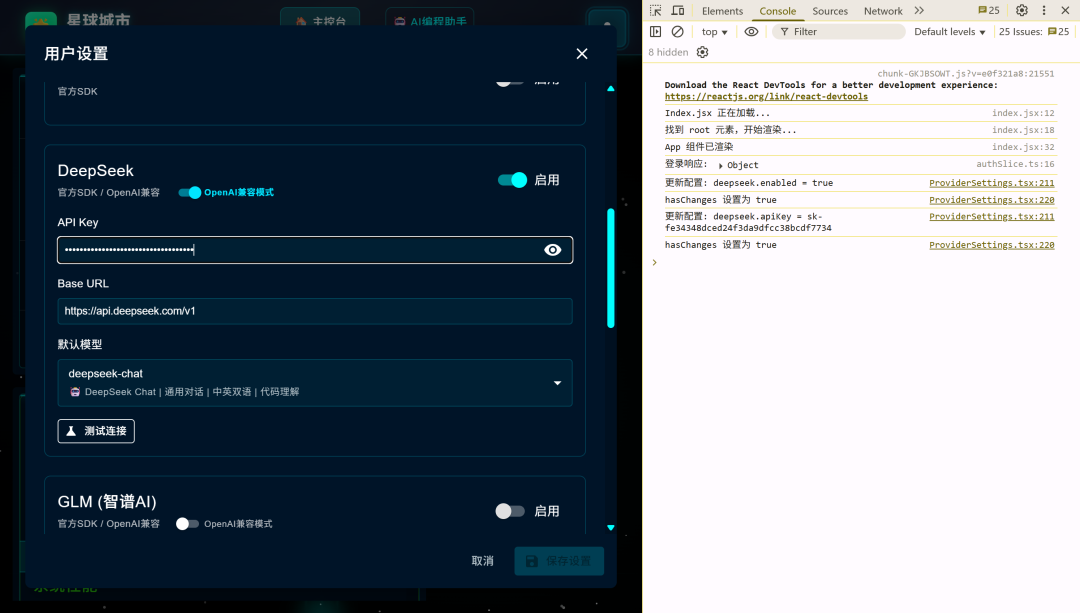 星球城市
主控台
AI编程助手
用户设置
启用
官方SDK
DeepSeek
启用
官方SDK / OpenAI兼容
OpenAI兼容模式
API Key
Base URL
https://api.deepseek.com/v1
默认模型
deepseek-chat
DeepSeek Chat | 通用对话 | 中英双语 | 代码理解
测试连接
GLM (智谱AI)
启用
官方SDK / OpenAI兼容
OpenAI兼容模式
取消
保存设置
系统性能
Elements
Console
Sources
Network
25
top
Filter
Default levels
25 Issues:
25
8 hidden
chunk-GKJBSOWT.js?v=e0f321a8:21551
Download the React DevTools for a better development experience:
https://reactjs.org/link/react-devtools
Index.jsx 正在加载... index.jsx:12
找到 root 元素，开始渲染... index.jsx:18
App 组件已渲染 index.jsx:32
登录响应: Object authSlice.ts:16
更新配置: deepseek.enabled = true ProviderSettings.tsx:211
hasChanges 设置为 true ProviderSettings.tsx:220
更新配置: deepseek.apiKey = sk- ProviderSettings.tsx:211
fe34348dced24f3da9dfcc38bcdf7734
hasChanges 设置为 true ProviderSettings.tsx:220